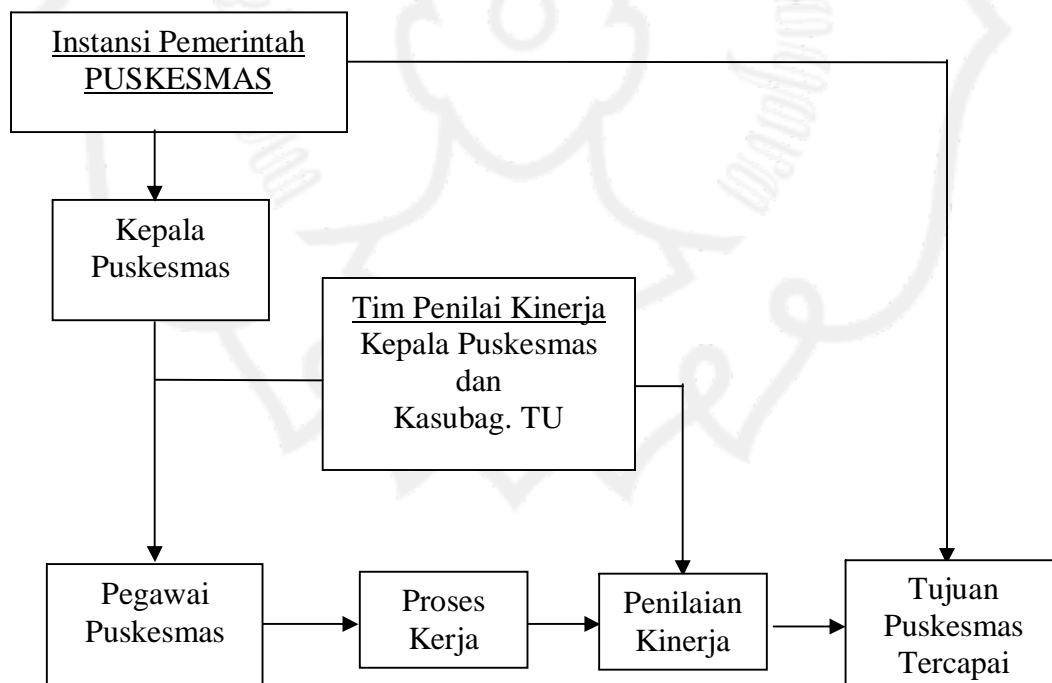 Instansi Pemerintah
PUSKESMAS
Kepala
Puskesmas
Tim Penilai Kinerja
Kepala Puskesmas
dan
Kasubag. TU
Pegawai
Puskesmas
Proses
Kerja
Penilaian
Kinerja
Tujuan
Puskesmas
Tercapai